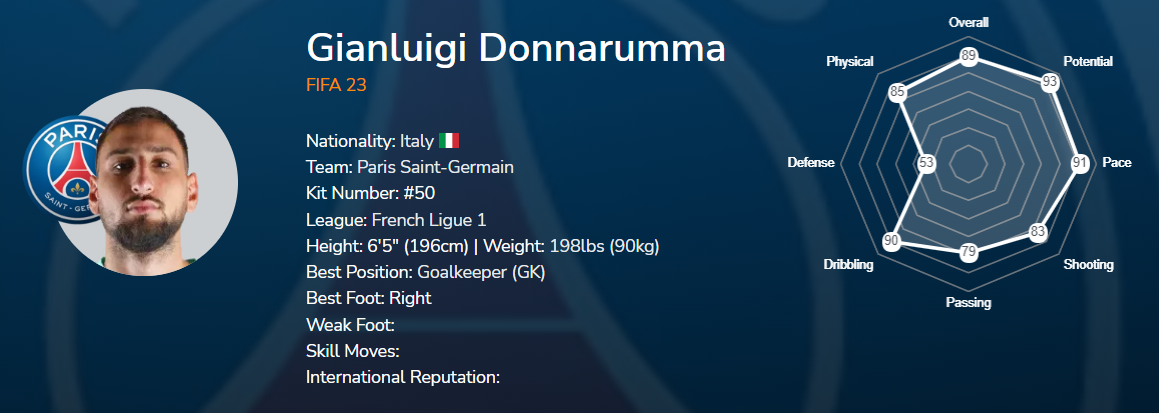 Gianluigi Donnarumma
FIFA 23
PARIS
SAINT - GER
Nationality: Italy
Team: Paris Saint-Germain
Kit Number: #50
League: French Ligue 1
Height: 6'5" (196cm) | Weight: 198lbs (90kg)
Best Position: Goalkeeper (GK)
Best Foot: Right
Weak Foot:
Skill Moves:
International Reputation:
Overall
89
Potential
93
Pace
91
Shooting
83
Passing
79
Dribbling
90
Defense
53
Physical
85